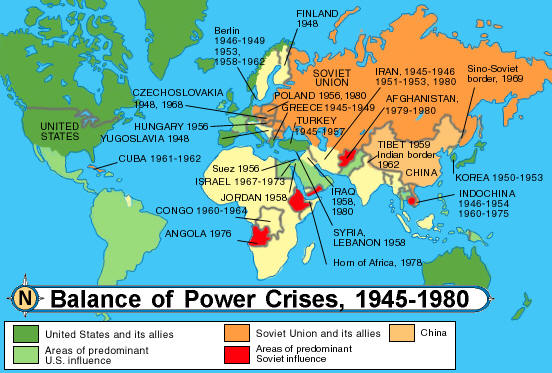 FINLAND
1948
Berlin
1946-1949
1953,
1958-1962
SOVIET
UNION
IRAN, 1945-1946
1951-1953, 1980
Sino-Soviet
border, 1969
CZECHOSLOVAKIA
1948, 1968
POLAND 1956, 1980
GREECE 1945-1949
AFGHANISTAN,
1979-1980
UNITED
STATES
HUNGARY 1956
TURKEY
1945-1957
YUGOSLAVIA 1948
TIBET 1959
Indian border
1962
CUBA 1961-1962
Suez 1956
CHINA
KOREA 1950-1953
ISRAEL 1967-1973
JORDAN 1958
IRAQ
1958,
1980
INDOCHINA
1946-1954
1960-1975
CONGO 1960-1964
SYRIA,
LEBANON 1958
ANGOLA 1976
Horn of Africa, 1978
N
Balance of Power Crises, 1945-1980
United States and its allies
Soviet Union and its allies
China
Areas of predominant
U.S. influence
Areas of predominant
Soviet influence